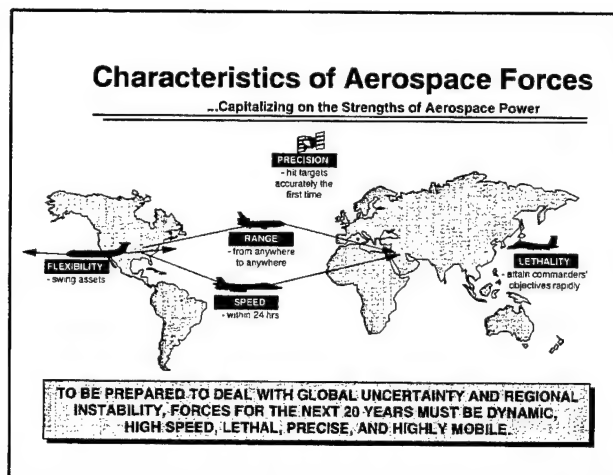 Characteristics of Aerospace Forces
...Capitalizing on the Strengths of Aerospace Power
PRECISION
- hit targets
accurately the
first time
RANGE
- from anywhere
to anywhere
FLEXIBILITY
- swing assets
SPEED
- within 24 hrs
LETHALITY
- attain commanders'
objectives rapidly
TO BE PREPARED TO DEAL WITH GLOBAL UNCERTAINTY AND REGIONAL
INSTABILITY, FORCES FOR THE NEXT 20 YEARS MUST BE DYNAMIC,
HIGH SPEED, LETHAL, PRECISE, AND HIGHLY MOBILE.